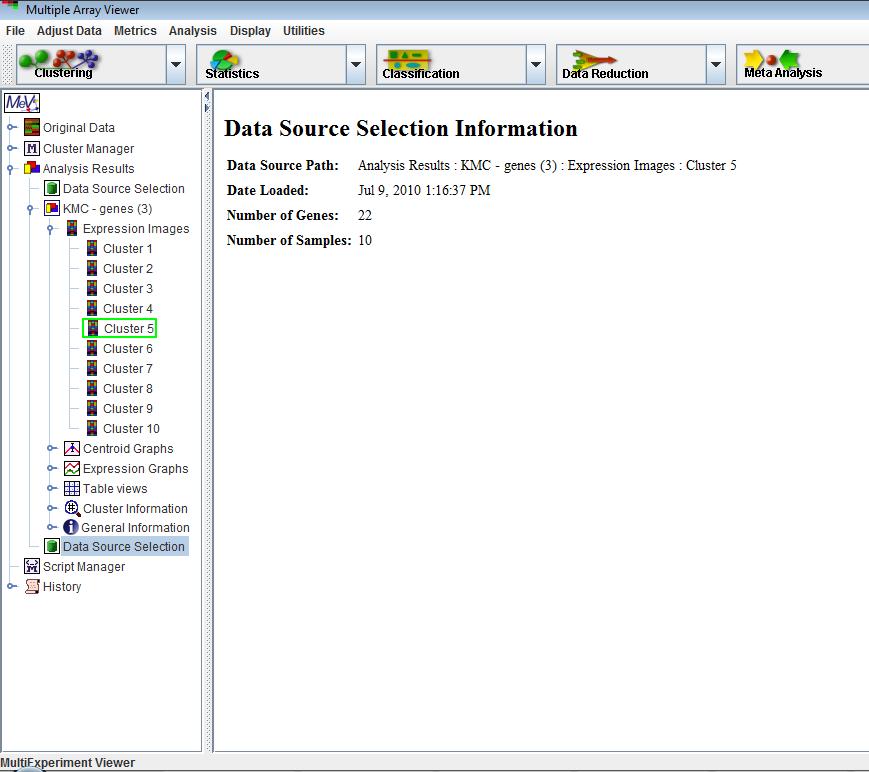 Multiple Array Viewer
File Adjust Data Metrics Analysis Display Utilities
Clustering Statistics Classification Data Reduction Meta Analysis
MeV
Original Data
M Cluster Manager
Analysis Results
Data Source Selection
KMC - genes (3)
Expression Images
Cluster 1
Cluster 2
Cluster 3
Cluster 4
Cluster 5
Cluster 6
Cluster 7
Cluster 8
Cluster 9
Cluster 10
Centroid Graphs
Expression Graphs
Table views
Cluster Information
General Information
Data Source Selection
Script Manager
History
Data Source Selection Information
Data Source Path: Analysis Results : KMC - genes (3) : Expression Images : Cluster 5
Date Loaded: Jul 9, 2010 1:16:37 PM
Number of Genes: 22
Number of Samples: 10
MultiExperiment Viewer